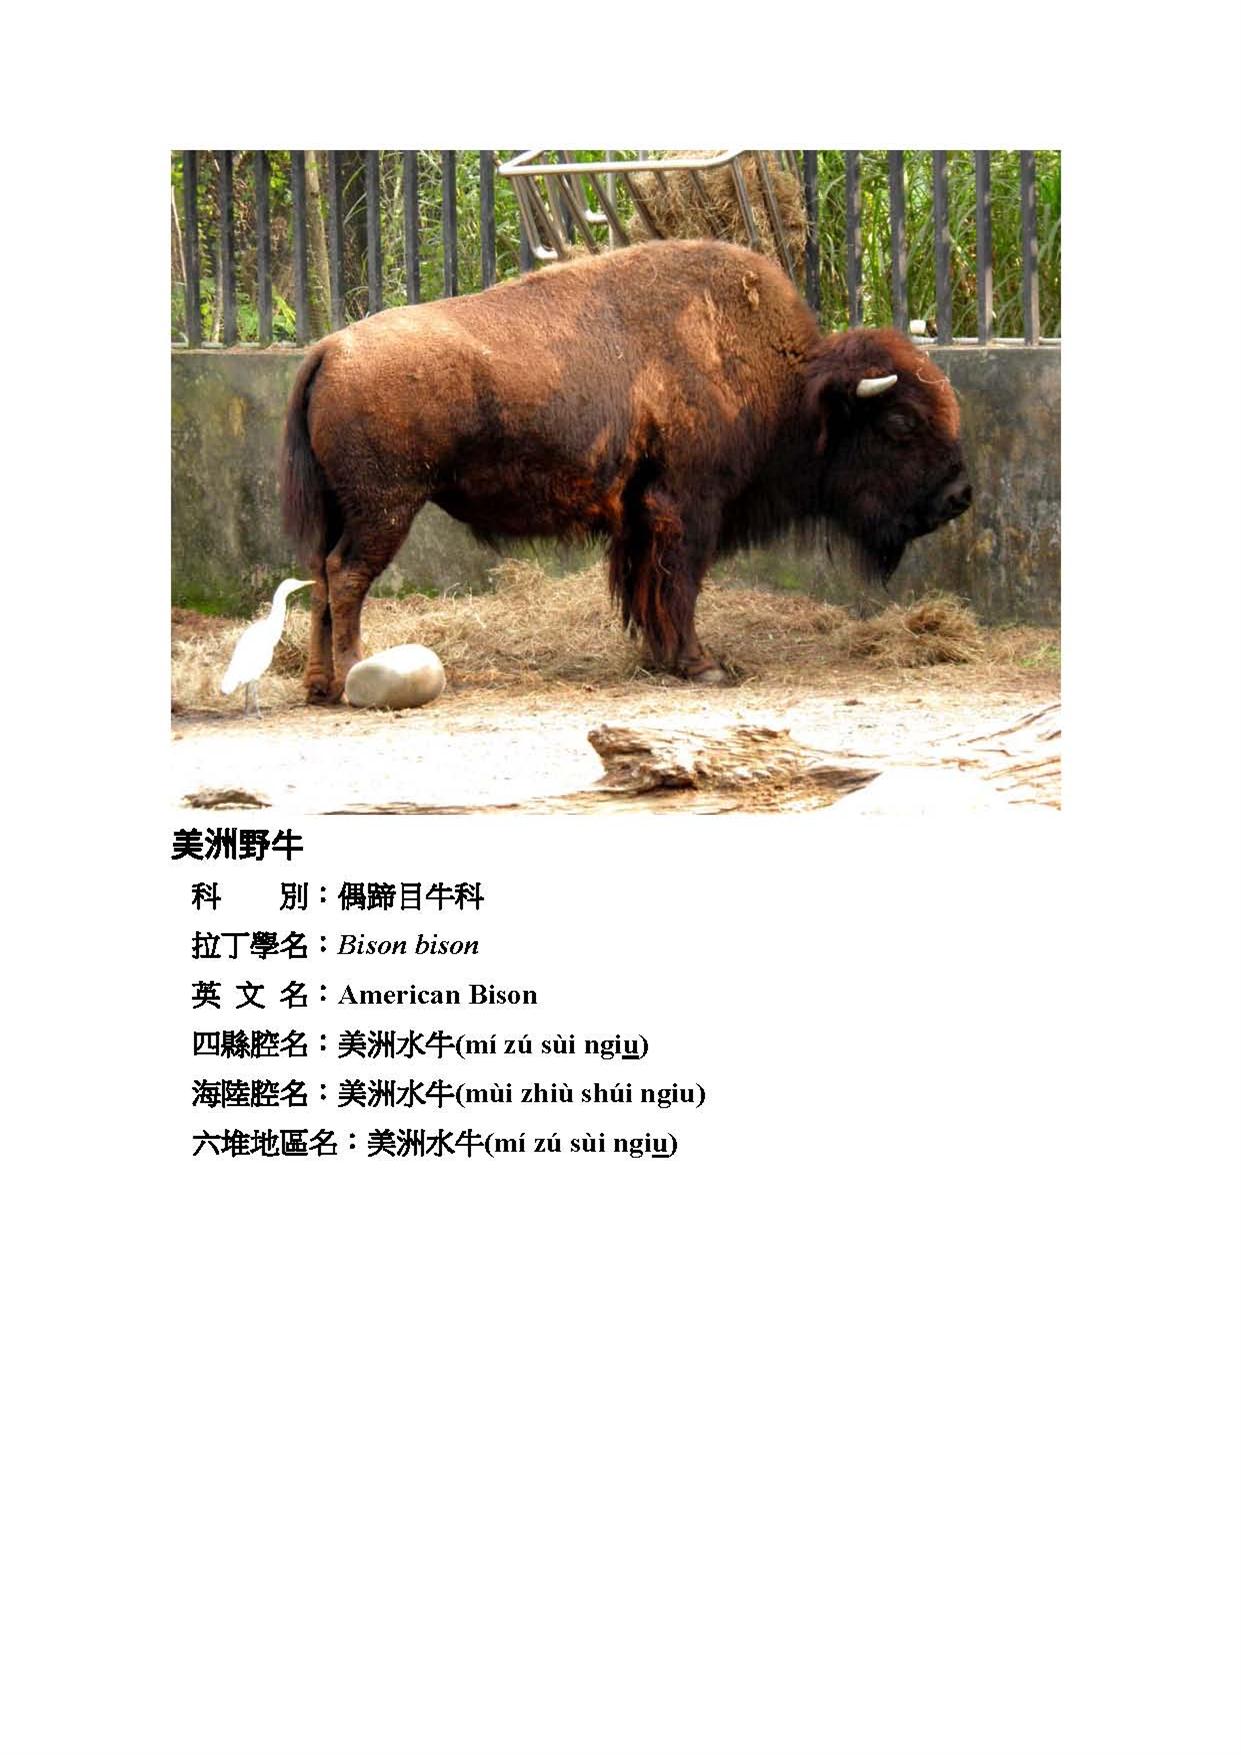 美洲野牛
科　　別：偶蹄目牛科
拉丁學名：Bison bison
英 文 名：American Bison
四縣腔名：美洲水牛(mí zú sùi ngiu)
海陸腔名：美洲水牛(mùi zhiù shúi ngiu)
六堆地區名：美洲水牛(mí zú sùi ngiu)